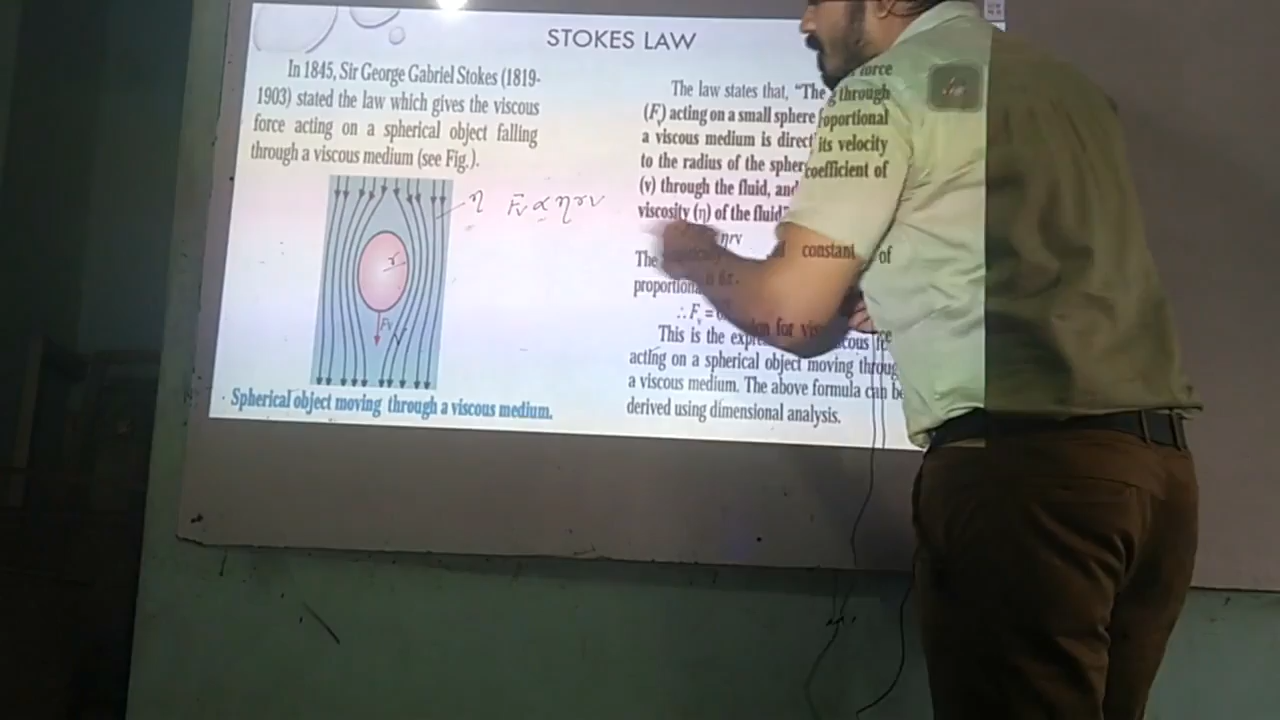 STOKES LAW
In 1845, Sir George Gabriel Stokes (1819-
1903) stated the law which gives the viscous
force acting on a spherical object falling
through a viscous medium (see Fig.).
η Fv ∝ ηrv
r
Fv
Spherical object moving through a viscous medium.
force
The law states that, “The through
(F) acting on a small sphere
a viscous medium is direct its velocity
to the radius of the spher coefficient of
(v) through the fluid, and
viscosity (η) of the fluid”
ηrv
The constant of
proportion
∴ Fv =
This is the
acting on a spherical object moving throug
a viscous medium. The above formula can be
derived using dimensional analysis.